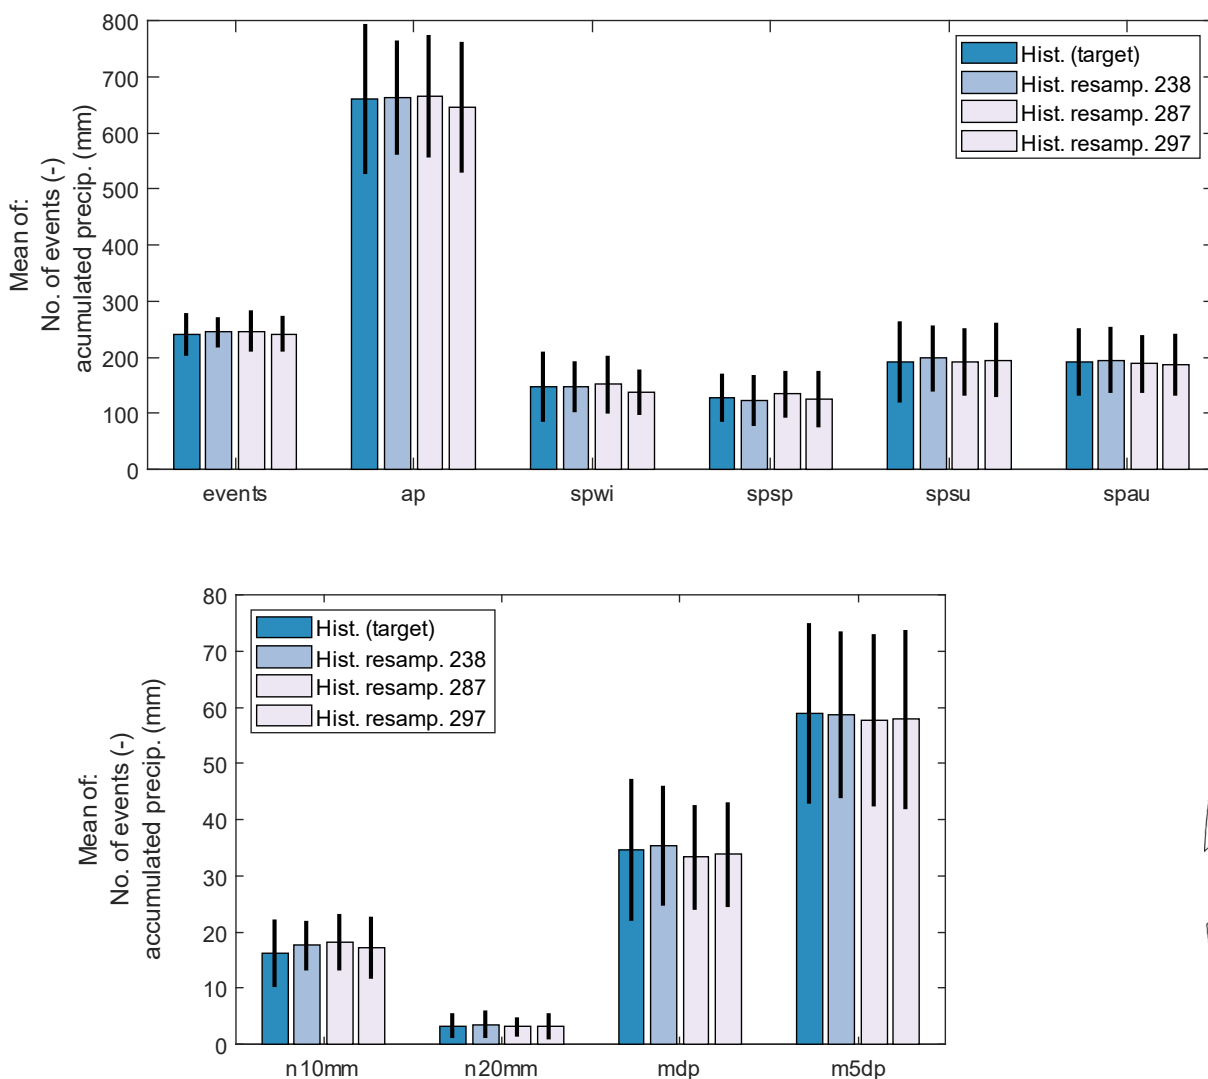 800
700
600
500
400
300
200
100
0
Mean of:
No. of events (-)
acumulated precip. (mm)
Hist. (target)
Hist. resamp. 238
Hist. resamp. 287
Hist. resamp. 297
events ap spwi spsp spsu spau
80
70
60
50
40
30
20
10
0
Mean of:
No. of events (-)
accumulated precip. (mm)
Hist. (target)
Hist. resamp. 238
Hist. resamp. 287
Hist. resamp. 297
n10mm n20mm mdp m5dp